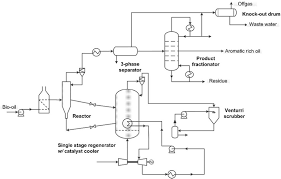 Offgas
Knock-out drum
Waste water
Aromatic rich oil
3-phase
separator
Product
fractionator
Residue
Bio-oil
Reactor
Venturi
scrubber
Single stage regenerator
w/catalyst cooler